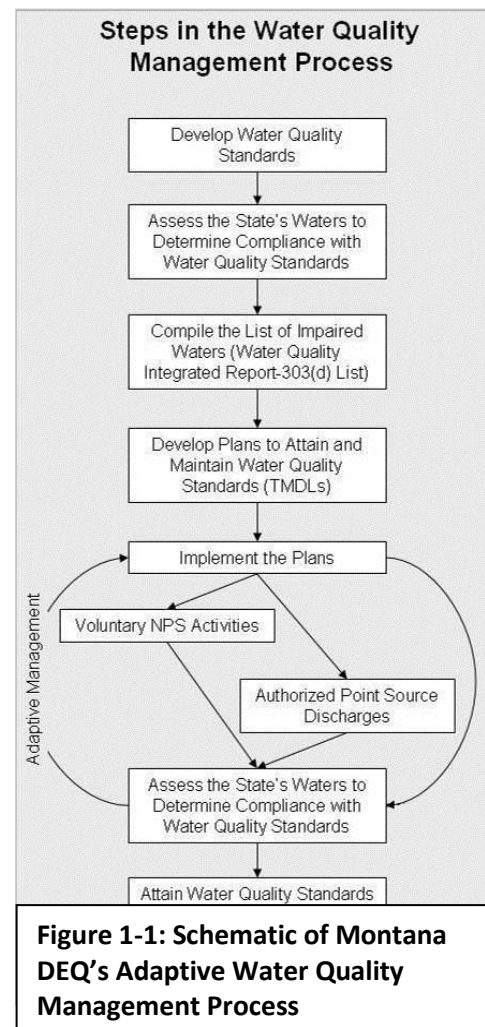 Steps in the Water Quality
Management Process
Develop Water Quality
Standards
Assess the State's Waters to
Determine Compliance with
Water Quality Standards
Compile the List of Impaired
Waters (Water Quality
Integrated Report-303(d) List)
Develop Plans to Attain and
Maintain Water Quality
Standards (TMDLs)
Implement the Plans
Voluntary NPS Activities
Authorized Point Source
Discharges
Adaptive Management
Assess the State's Waters to
Determine Compliance with
Water Quality Standards
Attain Water Quality Standards
Figure 1-1: Schematic of Montana
DEQ's Adaptive Water Quality
Management Process